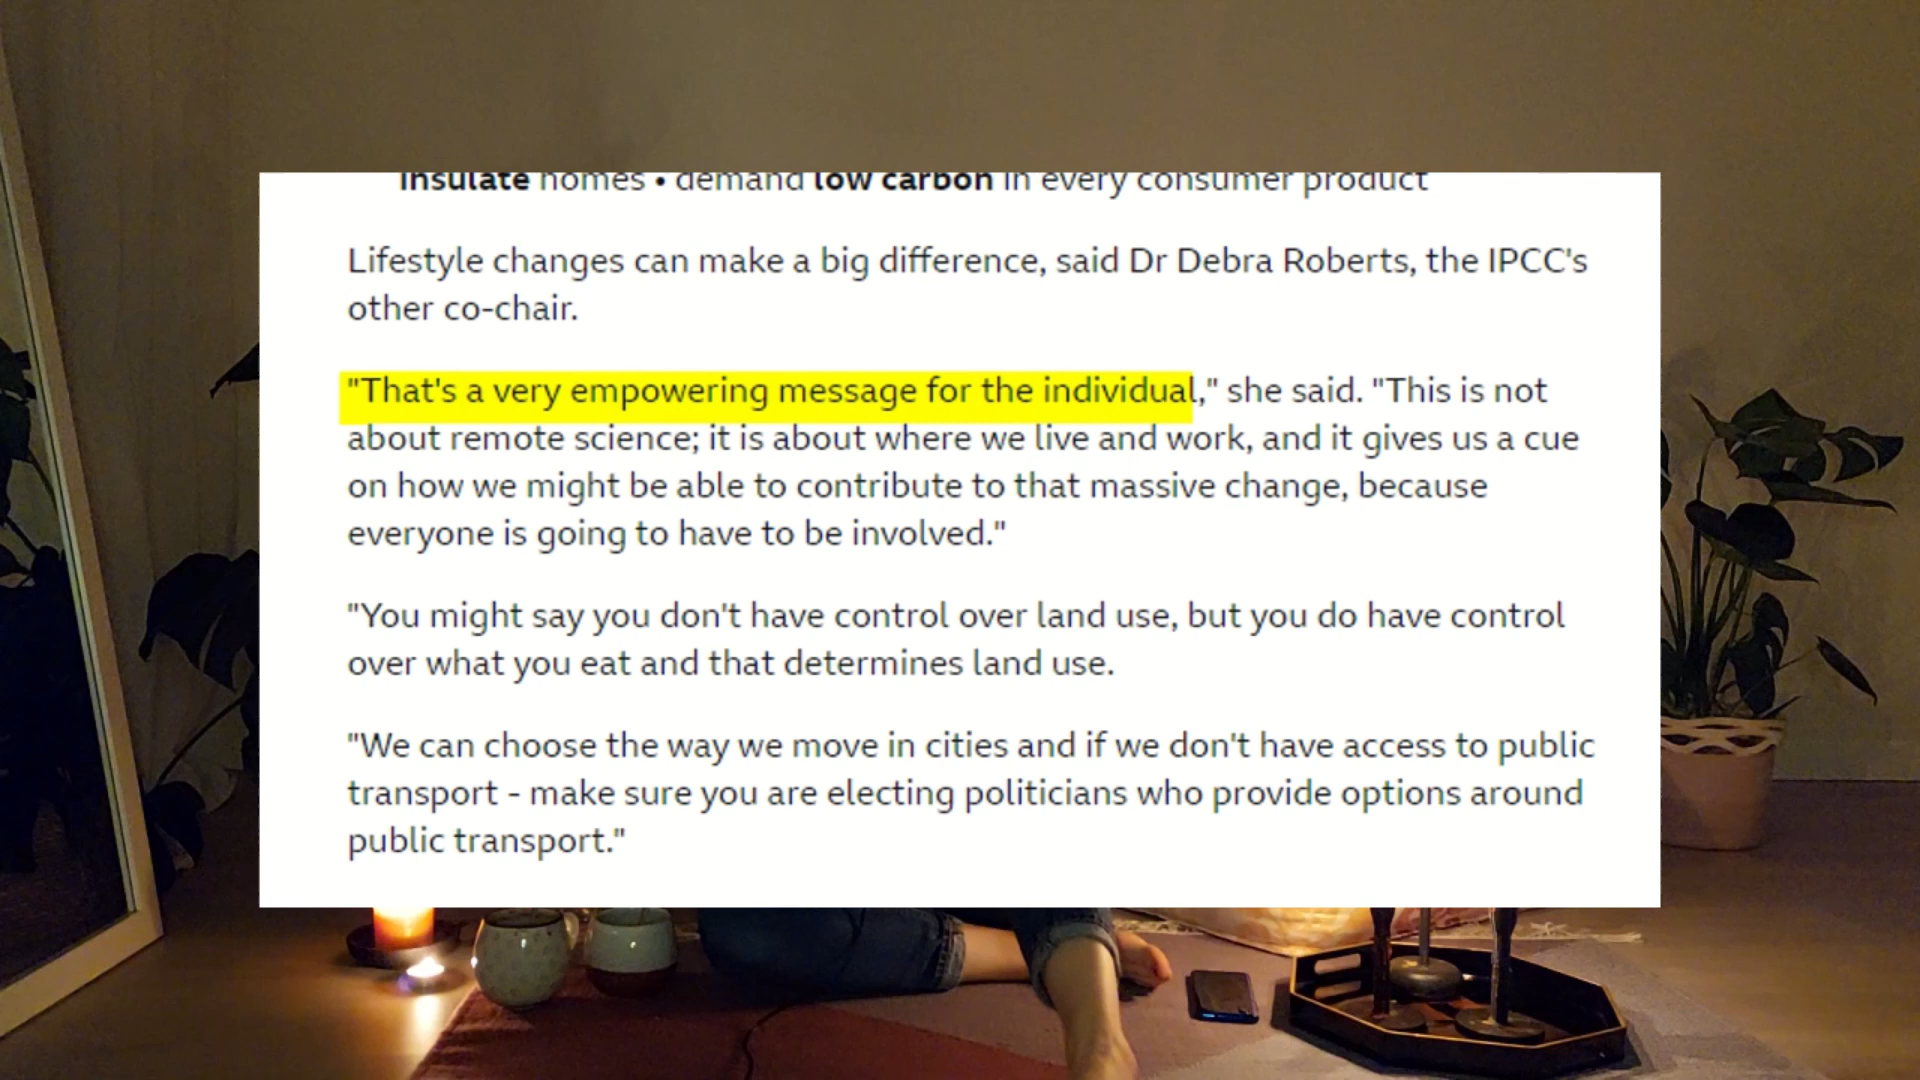 insulate homes • demand low carbon in every consumer product
Lifestyle changes can make a big difference, said Dr Debra Roberts, the IPCC's
other co-chair.
"That's a very empowering message for the individual," she said. "This is not
about remote science; it is about where we live and work, and it gives us a cue
on how we might be able to contribute to that massive change, because
everyone is going to have to be involved."
"You might say you don't have control over land use, but you do have control
over what you eat and that determines land use.
"We can choose the way we move in cities and if we don't have access to public
transport - make sure you are electing politicians who provide options around
public transport."